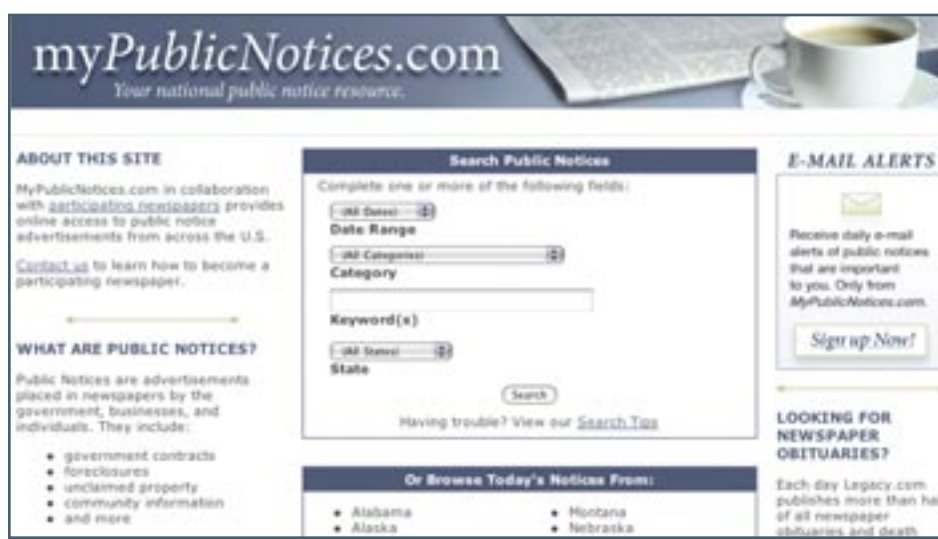 myPublicNotices.com
Your national public notice resource.
ABOUT THIS SITE
MyPublicNotices.com in collaboration
with participating newspapers provides
online access to public notice
advertisements from across the U.S.
Contact us to learn how to become a
participating newspaper.
WHAT ARE PUBLIC NOTICES?
Public Notices are advertisements
placed in newspapers by the
government, businesses, and
individuals. They include:
government contracts
foreclosures
unclaimed property
community information
and more
Search Public Notices
Complete one or more of the following fields:
(All Dates)
Date Range
(All Categories)
Category
Keyword(s)
(All States)
State
Search
Having trouble? View our Search Tips
Or Browse Today's Notices From:
Alabama
Alaska
Montana
Nebraska
E-MAIL ALERTS
Receive daily e-mail
alerts of public notices
that are important
to you. Only from
MyPublicNotices.com.
Sign up Now!
LOOKING FOR
NEWSPAPER
OBITUARIES?
Each day Legacy.com
publishes more than ha
of all newspaper
obituaries and death